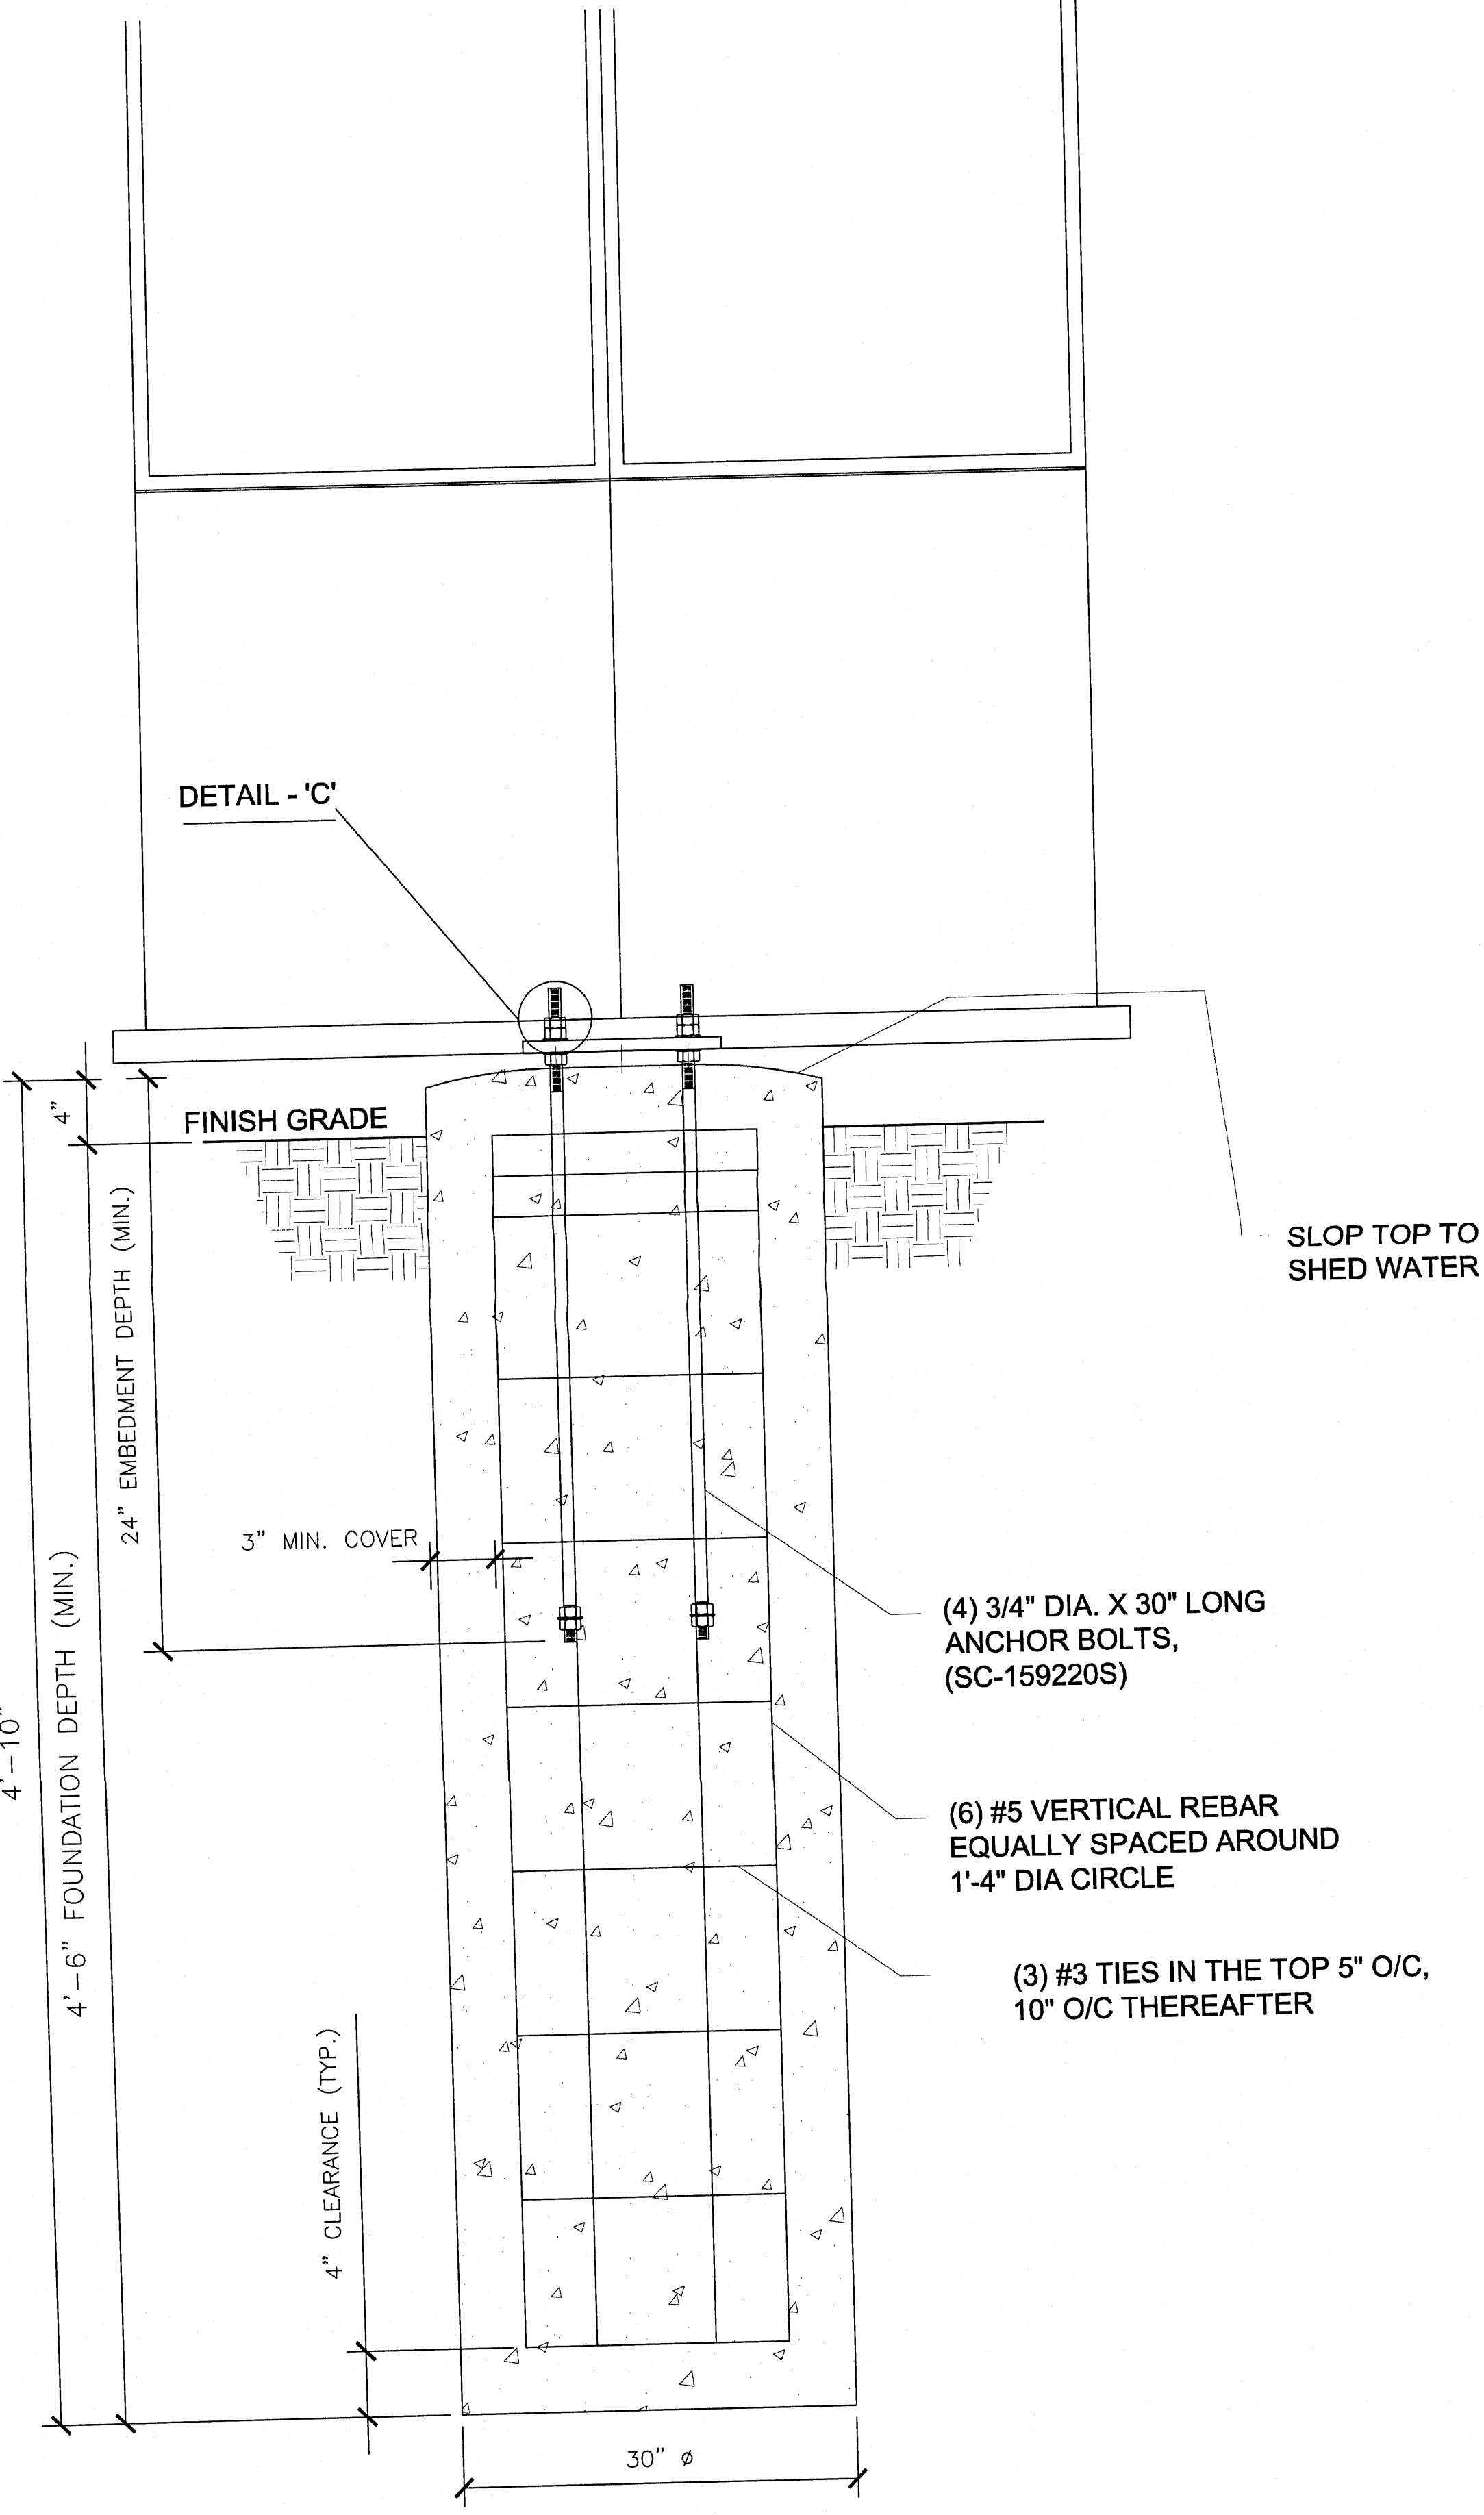 DETAIL - 'C'
4"
FINISH GRADE
24" EMBEDMENT DEPTH (MIN.)
SLOP TOP TO
SHED WATER
3" MIN. COVER
4'-10"
4'-6" FOUNDATION DEPTH (MIN.)
(4) 3/4" DIA. X 30" LONG
ANCHOR BOLTS,
(SC-159220S)
(6) #5 VERTICAL REBAR
EQUALLY SPACED AROUND
1'-4" DIA CIRCLE
(3) #3 TIES IN THE TOP 5" O/C,
10" O/C THEREAFTER
4" CLEARANCE (TYP.)
30" ø